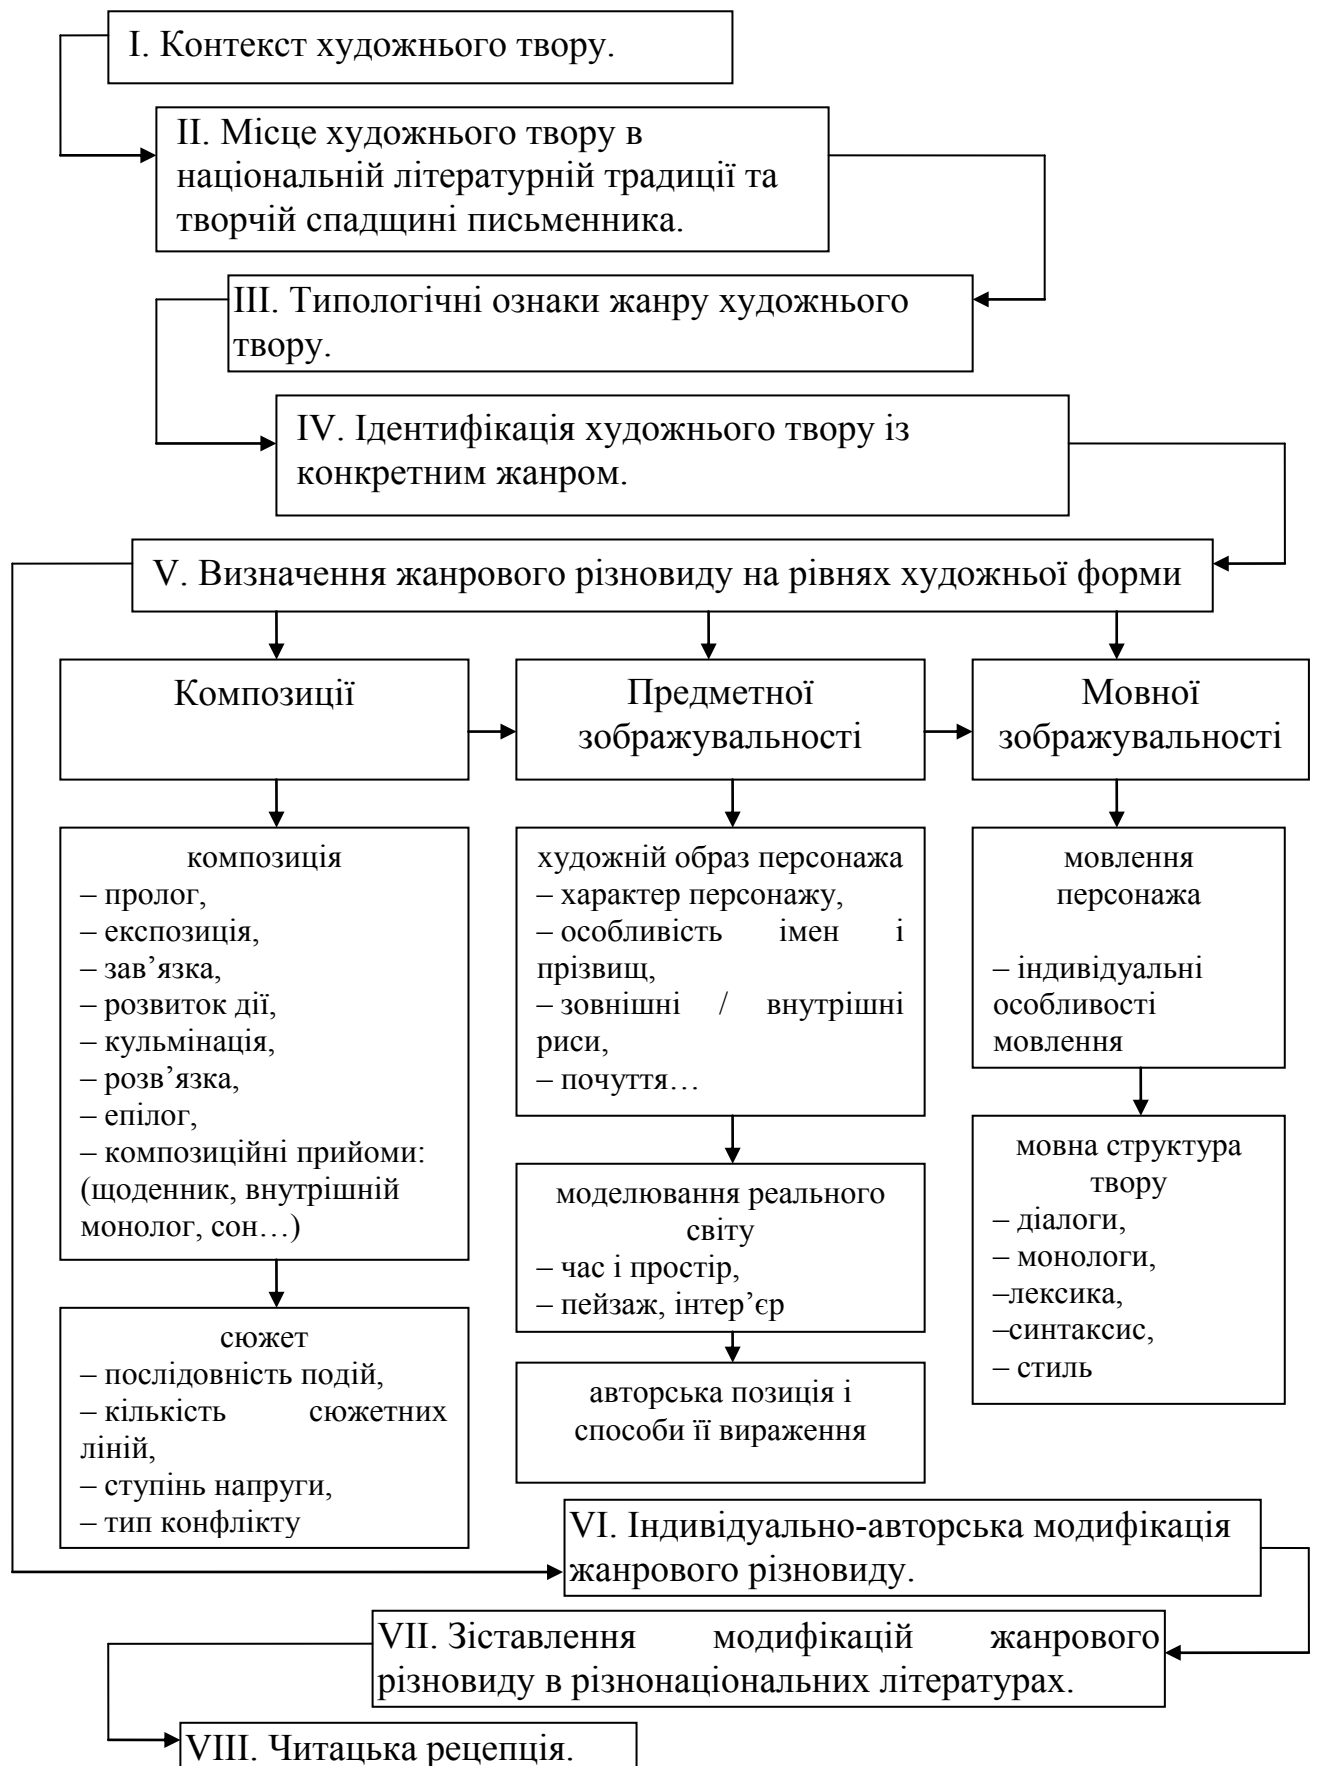 I. Контекст художнього твору.
II. Місце художнього твору в
національній літературній традиції та
творчій спадщині письменника.
III. Типологічні ознаки жанру художнього
твору.
IV. Ідентифікація художнього твору із
конкретним жанром.
V. Визначення жанрового різновиду на рівнях художньої форми
Композиції
Предметної
зображувальності
Мовної
зображувальності
композиція
– пролог,
– експозиція,
– зав’язка,
– розвиток дії,
– кульмінація,
– розв’язка,
– епілог,
– композиційні прийоми:
(щоденник, внутрішній
монолог, сон…)
сюжет
– послідовність подій,
– кількість сюжетних
ліній,
– ступінь напруги,
– тип конфлікту
художній образ персонажа
– характер персонажу,
– особливість імен і
прізвищ,
– зовнішні / внутрішні
риси,
– почуття…
моделювання реального
світу
– час і простір,
– пейзаж, інтер’єр
авторська позиція і
способи її вираження
мовлення
персонажа
– індивідуальні
особливості
мовлення
мовна структура
твору
– діалоги,
– монологи,
–лексика,
–синтаксис,
– стиль
VI. Індивідуально-авторська модифікація
жанрового різновиду.
VII. Зіставлення модифікацій жанрового
різновиду в різнонаціональних літературах.
VIII. Читацька рецепція.